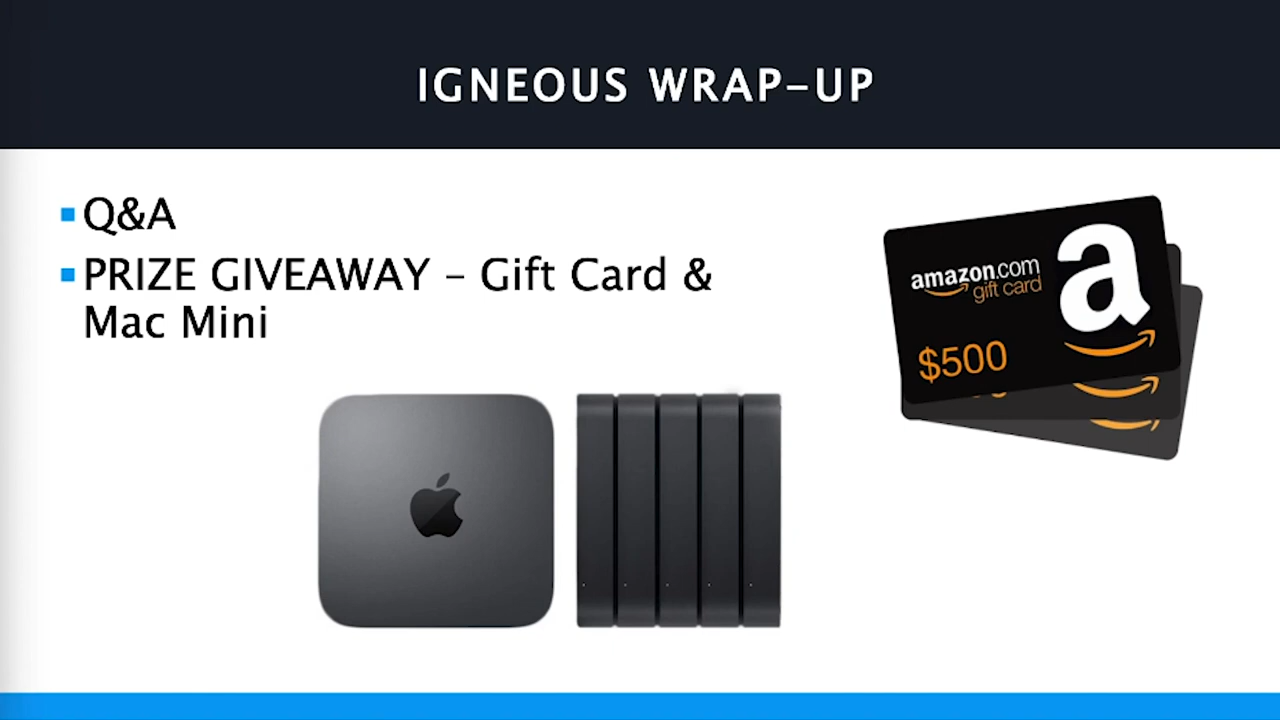 IGNEOUS WRAP-UP
Q&A
PRIZE GIVEAWAY – Gift Card &
Mac Mini
amazon.com
gift card
a
$500